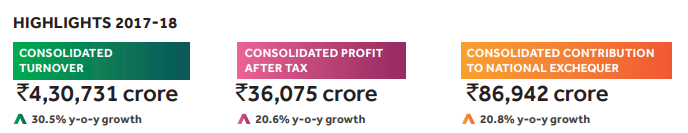 HIGHLIGHTS 2017-18
CONSOLIDATED
TURNOVER
₹4,30,731 crore
30.5% y-o-y growth
CONSOLIDATED PROFIT
AFTER TAX
₹36,075 crore
20.6% y-o-y growth
CONSOLIDATED CONTRIBUTION
TO NATIONAL EXCHEQUER
₹86,942 crore
20.8% y-o-y growth